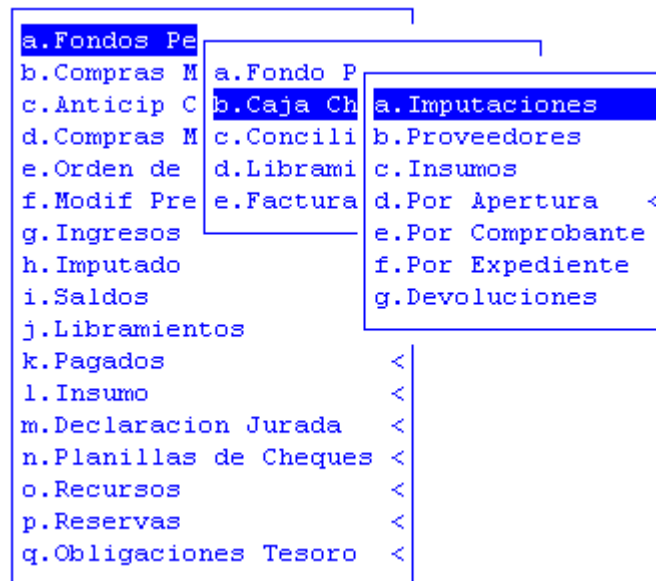 a.Fondos Pe
b.Compras M
c.Anticip C
d.Compras M
e.Orden de
f.Modif Pre
g.Ingresos
h.Imputado
i.Saldos
j.Libramientos
k.Pagados <
l.Insumo <
m.Declaracion Jurada <
n.Planillas de Cheques <
o.Recursos <
p.Reservas <
q.Obligaciones Tesoro <
a.Fondo P
b.Caja Ch
c.Concili
d.Librami
e.Factura
a.Imputaciones
b.Proveedores
c.Insumos
d.Por Apertura <
e.Por Comprobante
f.Por Expediente
g.Devoluciones